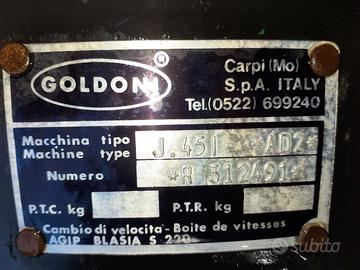 GOLDONI ®
Carpi (Mo)
S.p.A. ITALY
Tel.(0522) 699240
Macchina tipo
Machine type
J.45I *AD2*
Numero
*R 312491*
P.T.C. kg
P.T.R. kg
Cambio di velocita'- Boite de vitesses
AGIP BLASIA S 220
subito